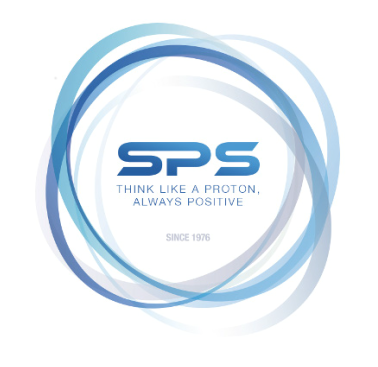 SPS
THINK LIKE A PROTON,
ALWAYS POSITIVE
SINCE 1976